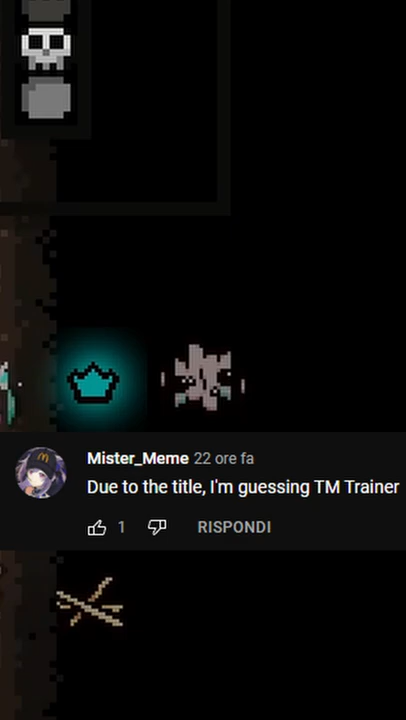 Mister_Meme 22 ore fa
Due to the title, I'm guessing TM Trainer
1 RISPONDI